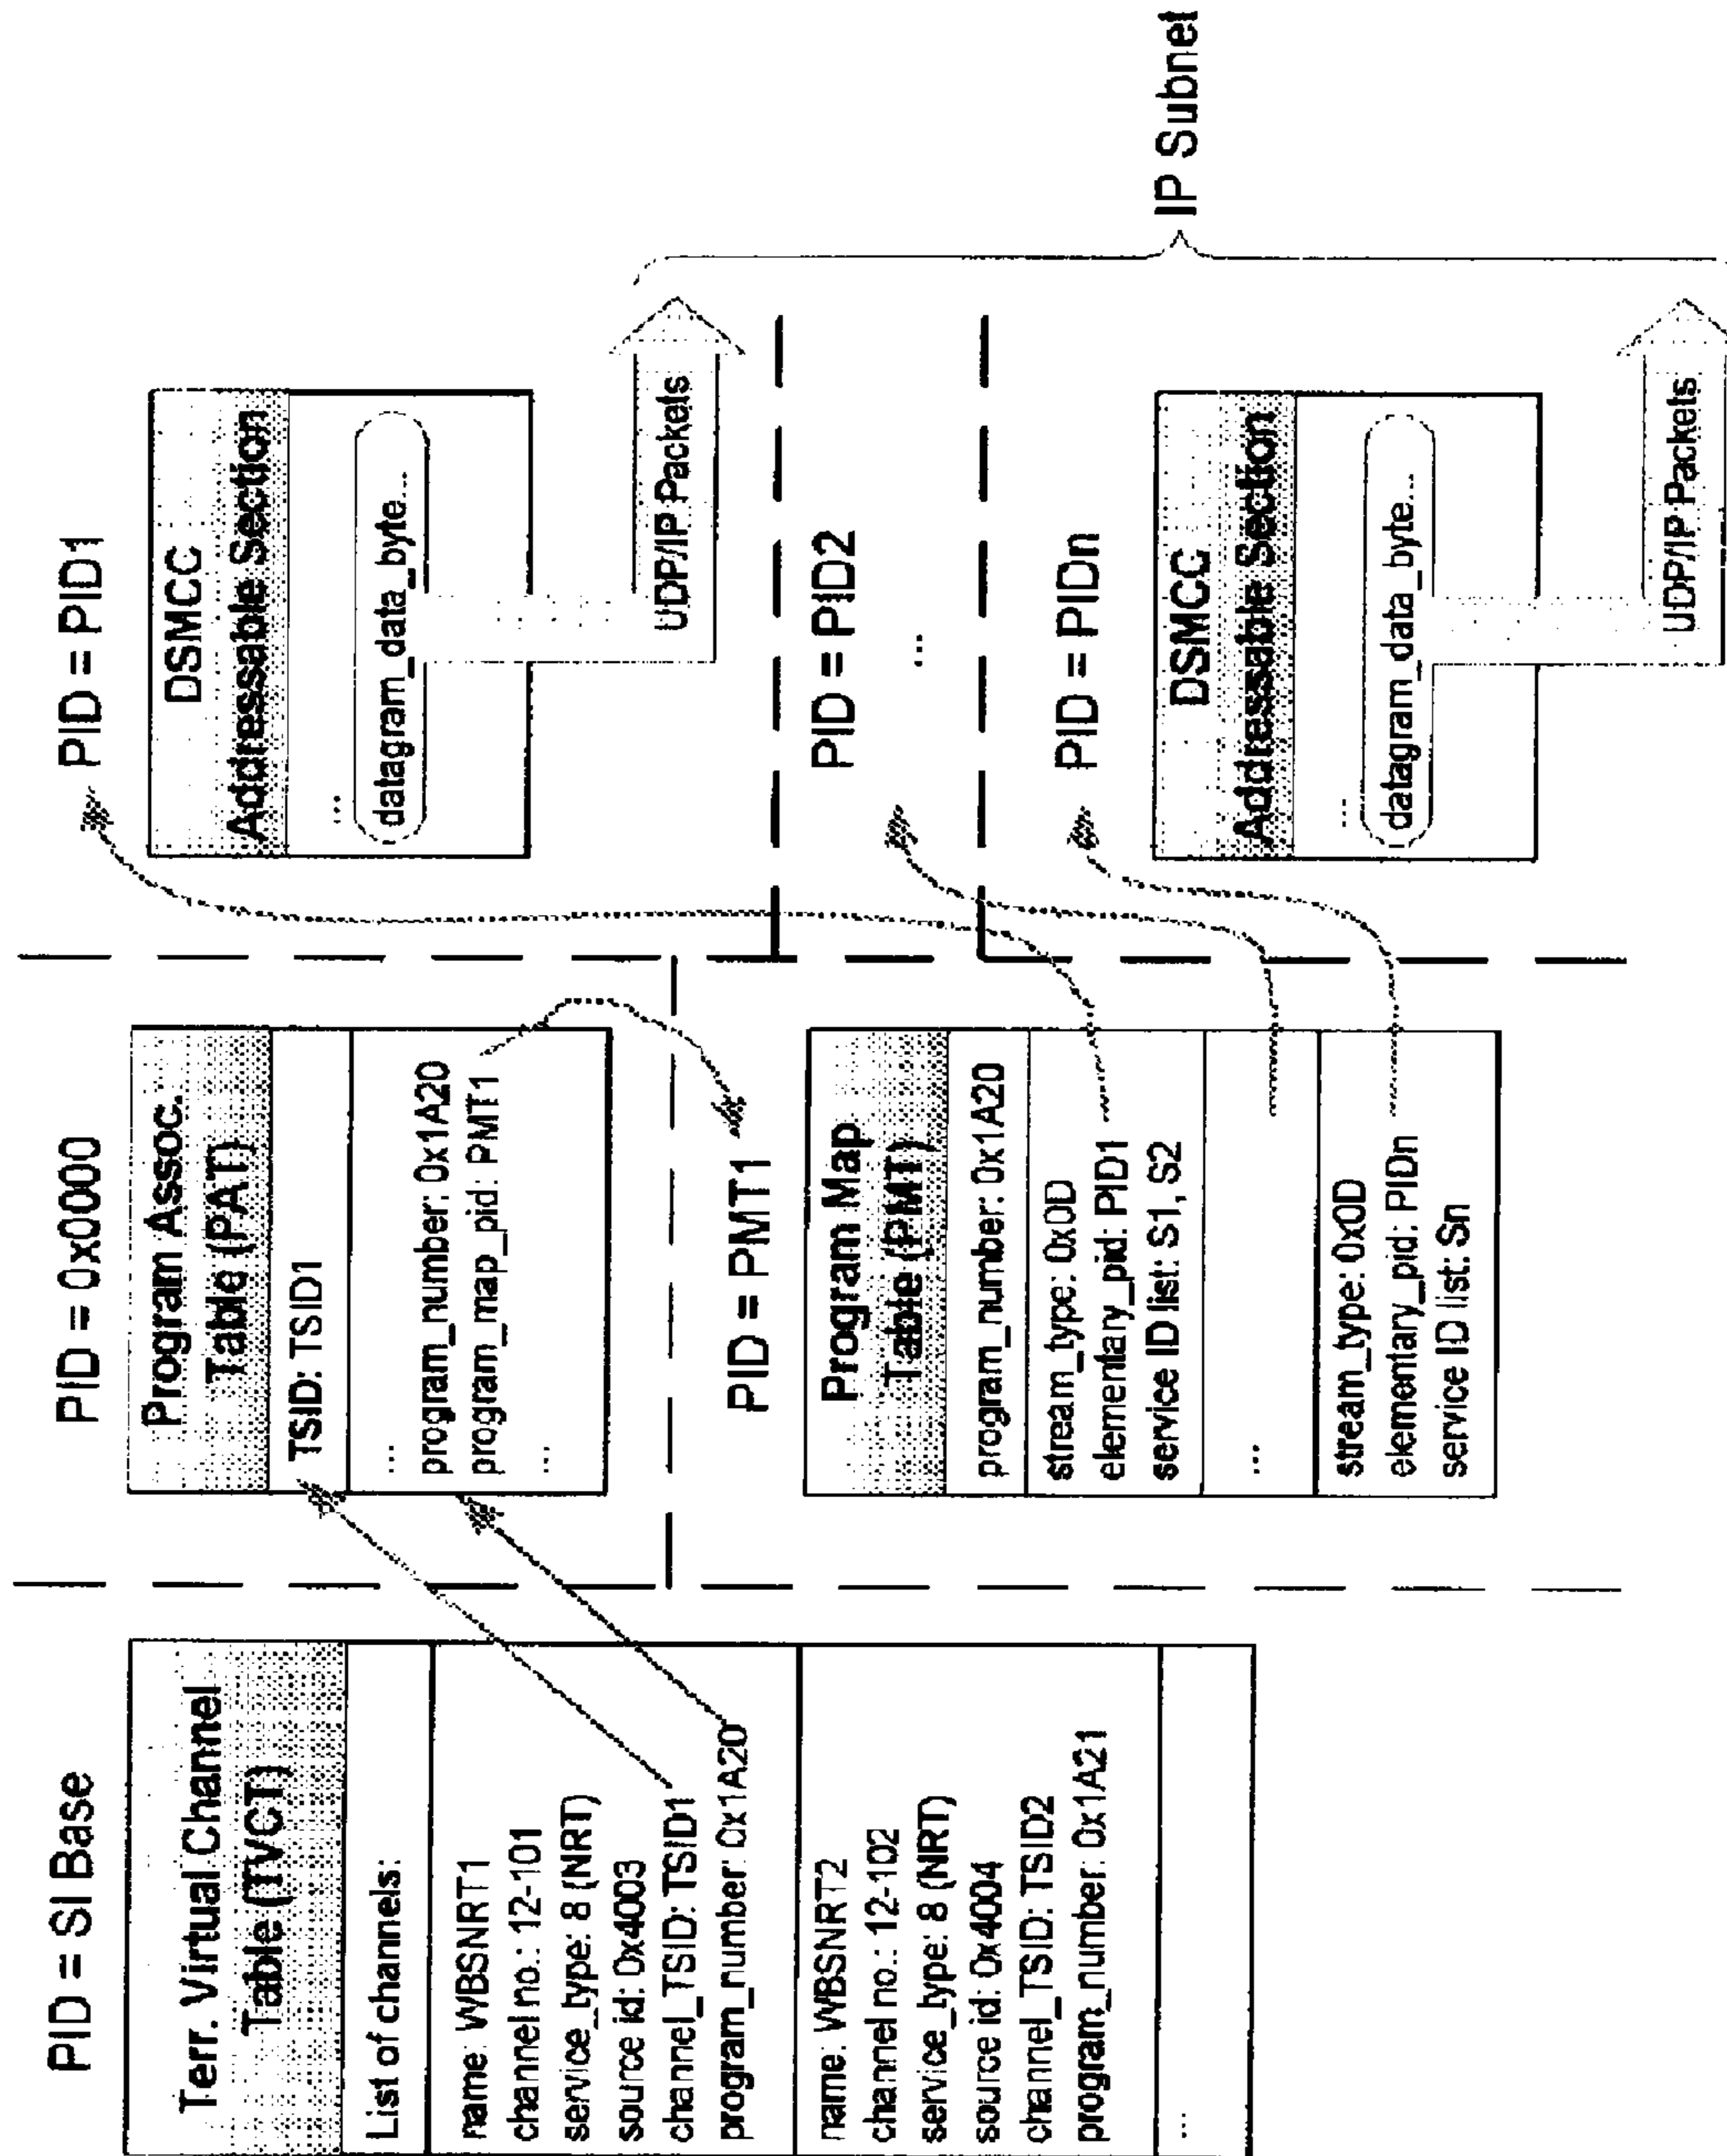 PID = SI Base
Terr. Virtual Channel
Table (TVCT)
List of channels:
name: WBSNRT1
channel no.: 12-101
service_type: 8 (NRT)
source id: 0x4003
channel_TSID: TSID1
program_number: 0x1A20
name: WBSNRT2
channel no.: 12-102
service_type: 8 (NRT)
source id: 0x4004
channel_TSID: TSID2
program_number: 0x1A21
...
PID = 0x0000
Program Assoc.
Table (PAT)
TSID: TSID1
...
program_number: 0x1A20
program_map_pid: PMT1
...
PID = PMT1
Program Map
Table (PMT)
program_number: 0x1A20
stream_type: 0x0D
elementary_pid: PID1
service ID list: S1, S2
...
stream_type: 0x0D
elementary_pid: PIDn
service ID list: Sn
PID = PID1
DSMCC
Addressable Section
...
datagram_data_byte...
UDP/IP Packets
PID = PID2
...
PID = PIDn
DSMCC
Addressable Section
...
datagram_data_byte...
UDP/IP Packets
IP Subnet